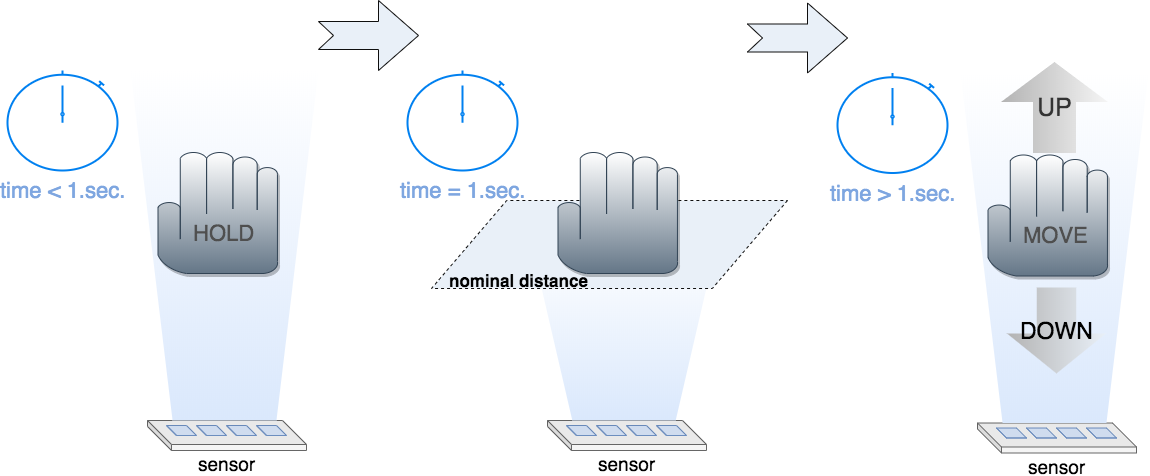 time < 1.sec.
HOLD
sensor
time = 1.sec.
nominal distance
sensor
time > 1.sec.
UP
MOVE
DOWN
sensor